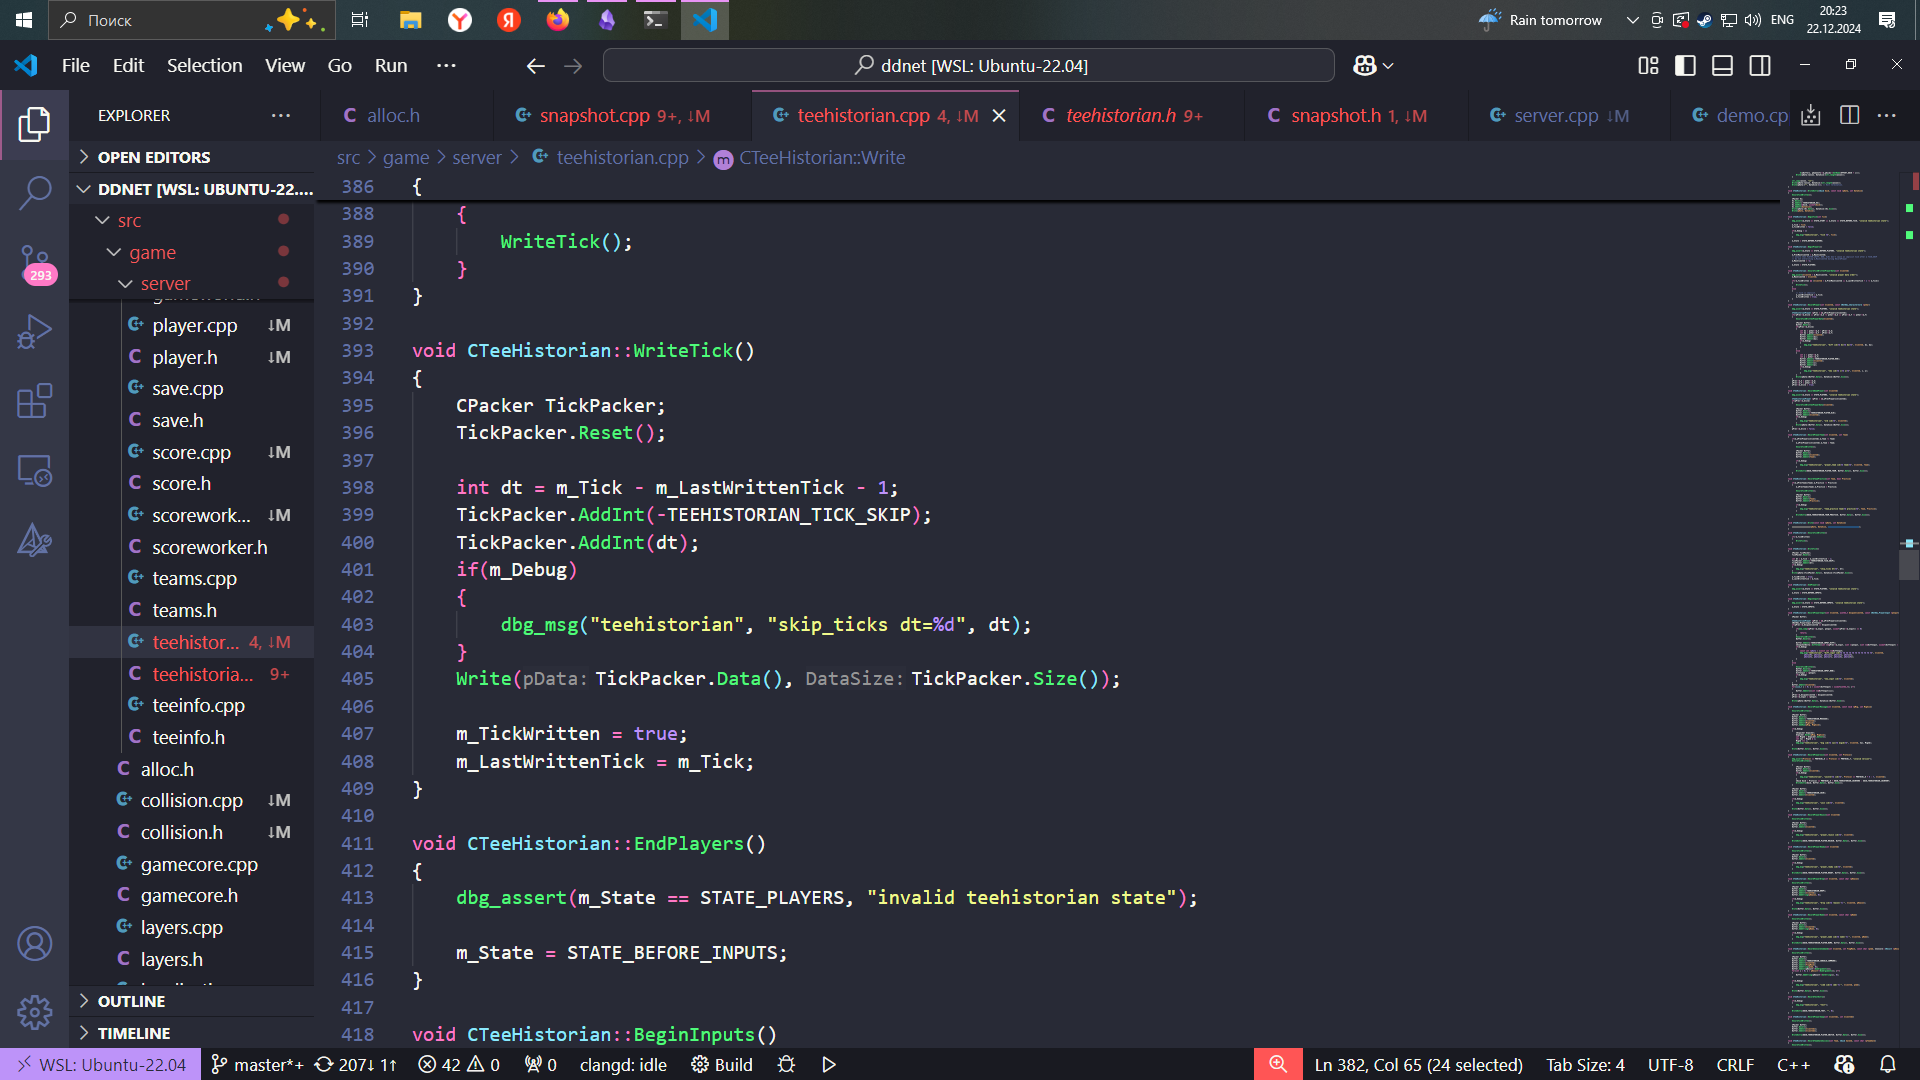 Поиск
Rain tomorrow
ENG
20:23
22.12.2024
File Edit Selection View Go Run ···
ddnet [WSL: Ubuntu-22.04]
EXPLORER
alloc.h
snapshot.cpp 9+, ↓M
teehistorian.cpp 4, ↓M
teehistorian.h 9+
snapshot.h 1, ↓M
server.cpp ↓M
demo.cp
OPEN EDITORS
DDNET [WSL: UBUNTU-22....
src
game
server
player.cpp ↓M
player.h ↓M
save.cpp
save.h
score.cpp ↓M
score.h
scorework... ↓M
scoreworker.h
teams.cpp
teams.h
teehistor... 4, ↓M
teehistoria... 9+
teeinfo.cpp
teeinfo.h
alloc.h
collision.cpp ↓M
collision.h ↓M
gamecore.cpp
gamecore.h
layers.cpp
layers.h
OUTLINE
TIMELINE
293
src > game > server > teehistorian.cpp > CTeeHistorian::Write
386 {
388 {
389 WriteTick();
390 }
391 }
392
393 void CTeeHistorian::WriteTick()
394 {
395 CPacker TickPacker;
396 TickPacker.Reset();
397
398 int dt = m_Tick - m_LastWrittenTick - 1;
399 TickPacker.AddInt(-TEEHISTORIAN_TICK_SKIP);
400 TickPacker.AddInt(dt);
401 if(m_Debug)
402 {
403 dbg_msg("teehistorian", "skip_ticks dt=%d", dt);
404 }
405 Write(pData: TickPacker.Data(), DataSize: TickPacker.Size());
406
407 m_TickWritten = true;
408 m_LastWrittenTick = m_Tick;
409 }
410
411 void CTeeHistorian::EndPlayers()
412 {
413 dbg_assert(m_State == STATE_PLAYERS, "invalid teehistorian state");
414
415 m_State = STATE_BEFORE_INPUTS;
416 }
417
418 void CTeeHistorian::BeginInputs()
WSL: Ubuntu-22.04 master*+ 207↓ 1↑ 42 0 0 clangd: idle Build
Ln 382, Col 65 (24 selected) Tab Size: 4 UTF-8 CRLF C++